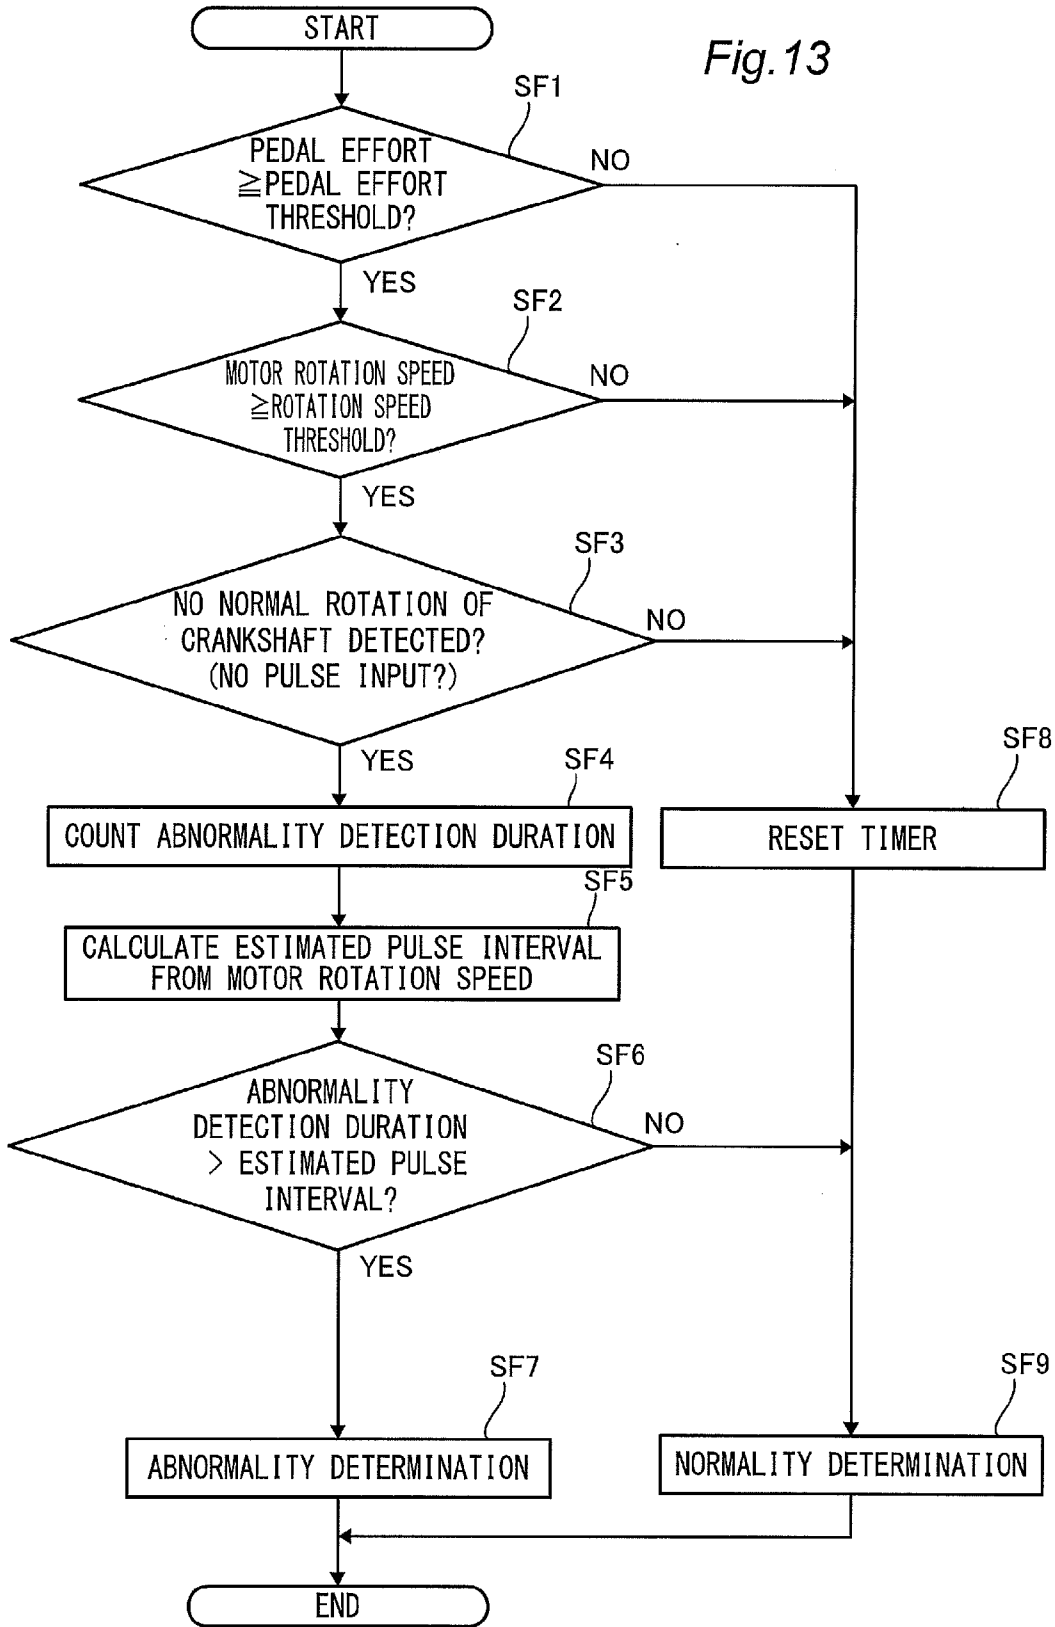 START
Fig.13
SF1
PEDAL EFFORT
≧PEDAL EFFORT
THRESHOLD?
NO
YES
SF2
MOTOR ROTATION SPEED
≧ROTATION SPEED
THRESHOLD?
NO
YES
SF3
NO NORMAL ROTATION OF
CRANKSHAFT DETECTED?
(NO PULSE INPUT?)
NO
YES
SF4
COUNT ABNORMALITY DETECTION DURATION
SF8
RESET TIMER
SF5
CALCULATE ESTIMATED PULSE INTERVAL
FROM MOTOR ROTATION SPEED
SF6
ABNORMALITY
DETECTION DURATION
> ESTIMATED PULSE
INTERVAL?
NO
YES
SF7
ABNORMALITY DETERMINATION
SF9
NORMALITY DETERMINATION
END